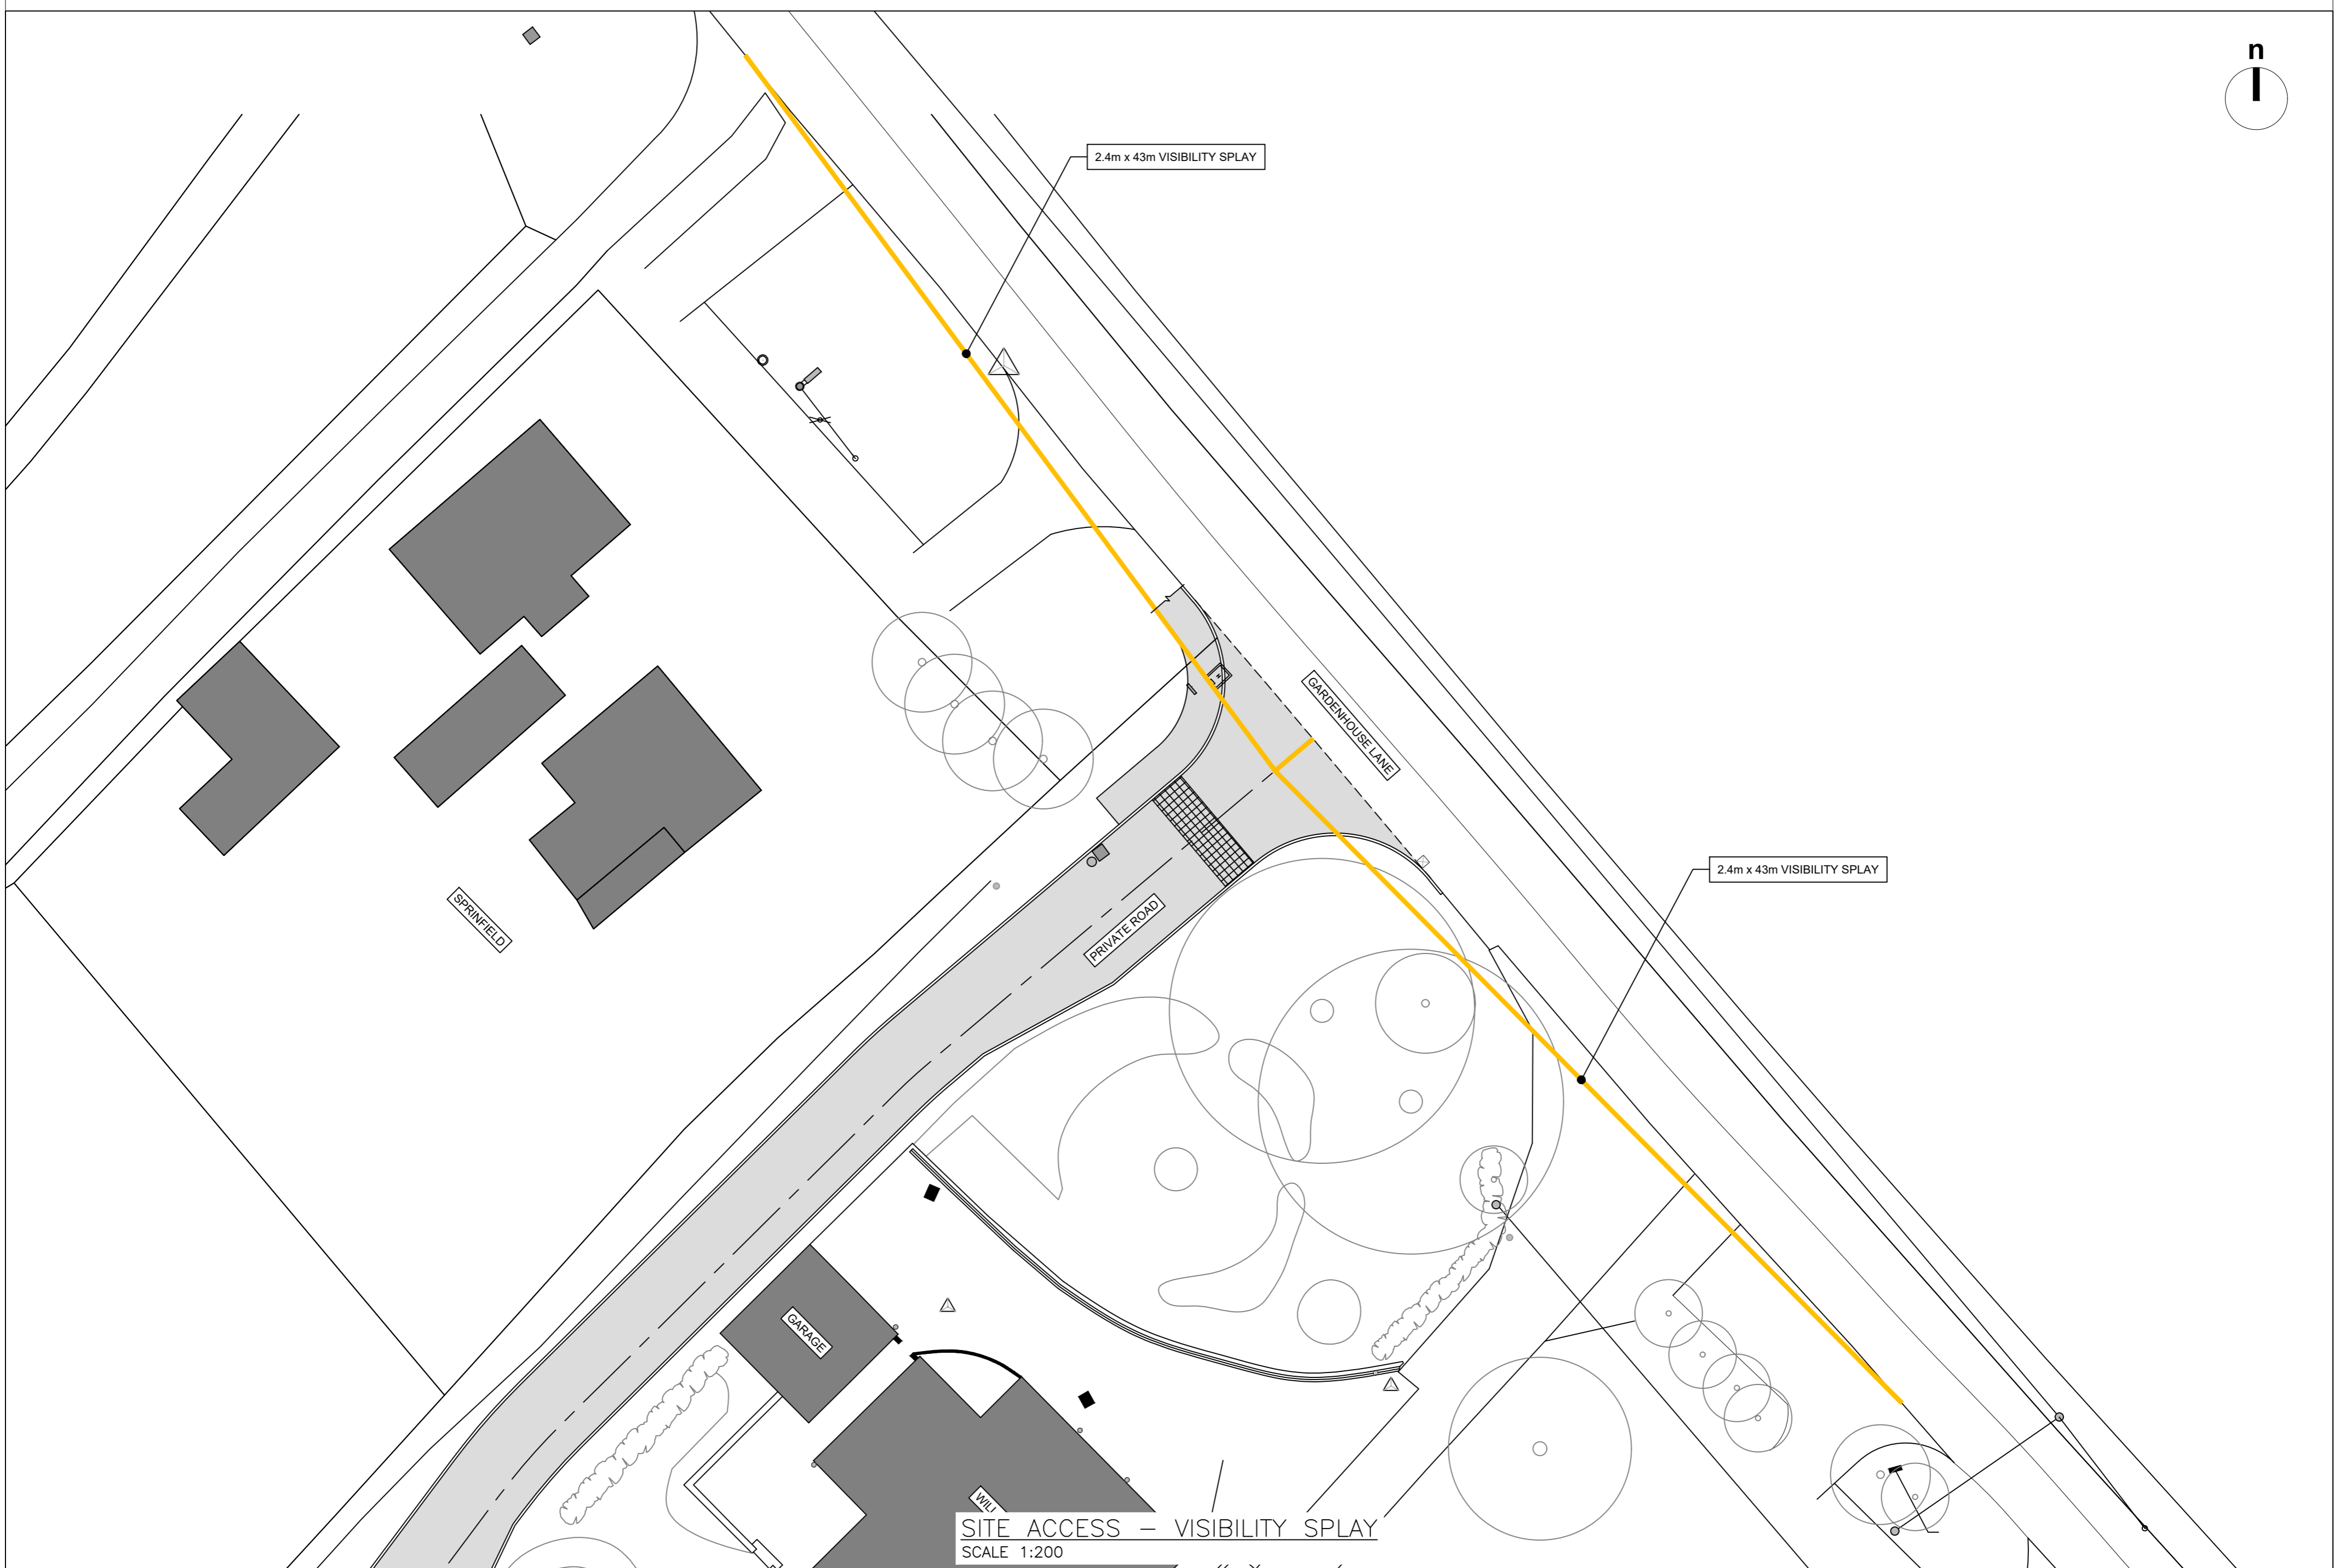 n
2.4m x 43m VISIBILITY SPLAY
GARDENHOUSE LANE
2.4m x 43m VISIBILITY SPLAY
SPRINFIELD
PRIVATE ROAD
GARAGE
SITE ACCESS – VISIBILITY SPLAY
SCALE 1:200